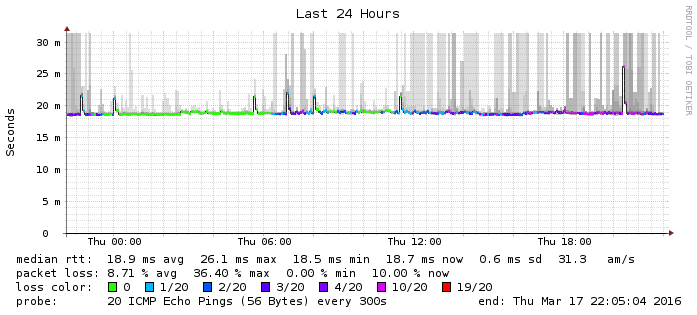 Last 24 Hours
RRDTOOL / TOBI OETIKER
Seconds
30 m
25 m
20 m
15 m
10 m
5 m
0
Thu 00:00 Thu 06:00 Thu 12:00 Thu 18:00
median rtt: 18.9 ms avg 26.1 ms max 18.5 ms min 18.7 ms now 0.6 ms sd 31.3 am/s
packet loss: 8.71 % avg 36.40 % max 0.00 % min 10.00 % now
loss color: 0 1/20 2/20 3/20 4/20 10/20 19/20
probe: 20 ICMP Echo Pings (56 Bytes) every 300s end: Thu Mar 17 22:05:04 2016